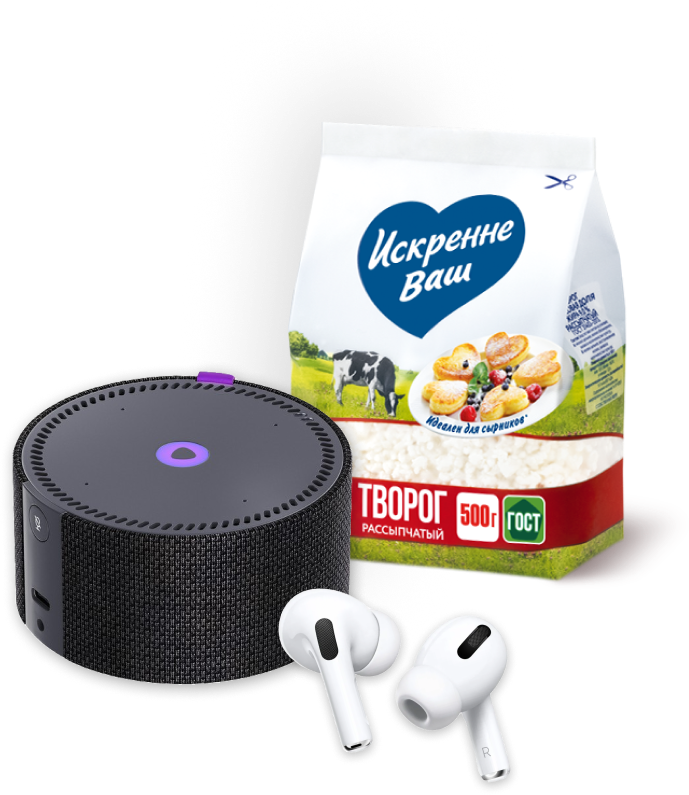 Искренне
Ваш
Идеален для сырников*
ТВОРОГ
РАССЫПЧАТЫЙ
500г
ГОСТ
R